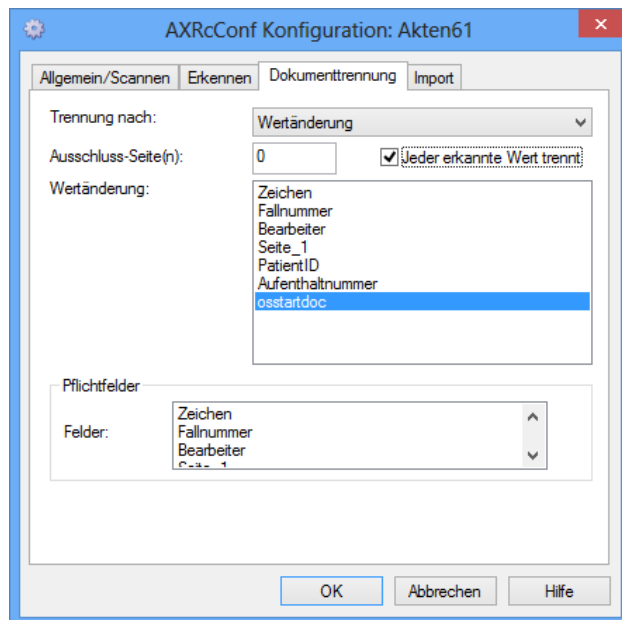 AXRcConf Konfiguration: Akten61
Allgemein/Scannen Erkennen Dokumenttrennung Import
Trennung nach: Wertänderung
Ausschluss-Seite(n): 0 Jeder erkannte Wert trennt
Wertänderung:
Zeichen
Fallnummer
Bearbeiter
Seite_1
PatientID
Aufenthaltnummer
osstartdoc
Pflichtfelder
Felder:
Zeichen
Fallnummer
Bearbeiter
Seite_1
OK Abbrechen Hilfe